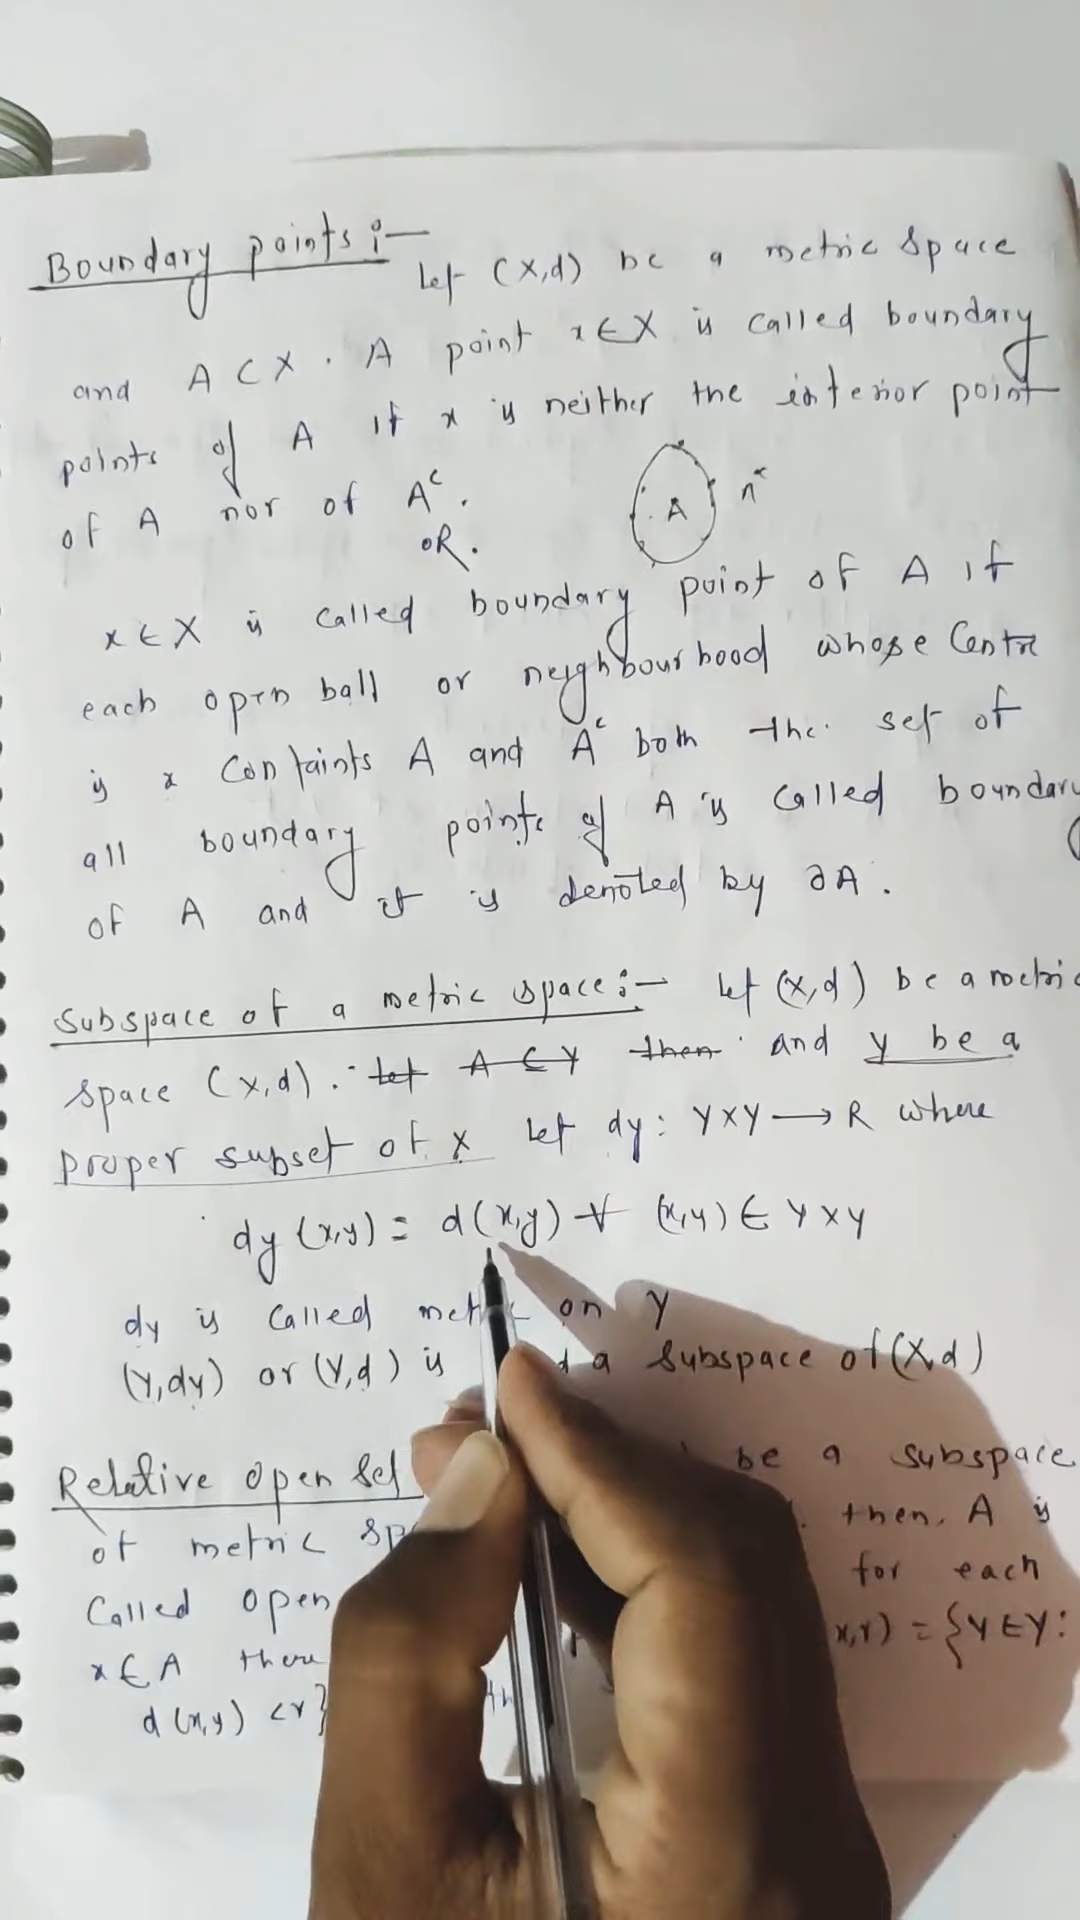 Boundary points :—
Let (X,d) be a metric space
and A ⊂ X . A point x ∈ X is called boundary
points of A if x is neither the interior point
of A nor of Aᶜ.
A
OR.
x ∈ X is called boundary point of A if
each open ball or neighbourhood whose Centre
is x Containts A and Aᶜ both the set of
all boundary points of A is called boundary
of A and it is denoted by ∂A .
Subspace of a metric space :— Let (X,d) be a metric
space (X,d) . Let A ⊂ Y then and y be a
proper subset of X Let dy : Y×Y → R where
dy (x,y) = d(x,y) ∀ (x,y) ∈ Y×Y
dy is Called on Y
(Y,dy) or (Y,d) is a subspace of (X,d)
Relative open Set be a subspace
of metric then, A is
Called open for each
x ∈ A x,r) = {y ∈ Y :
d (x,y) < r}